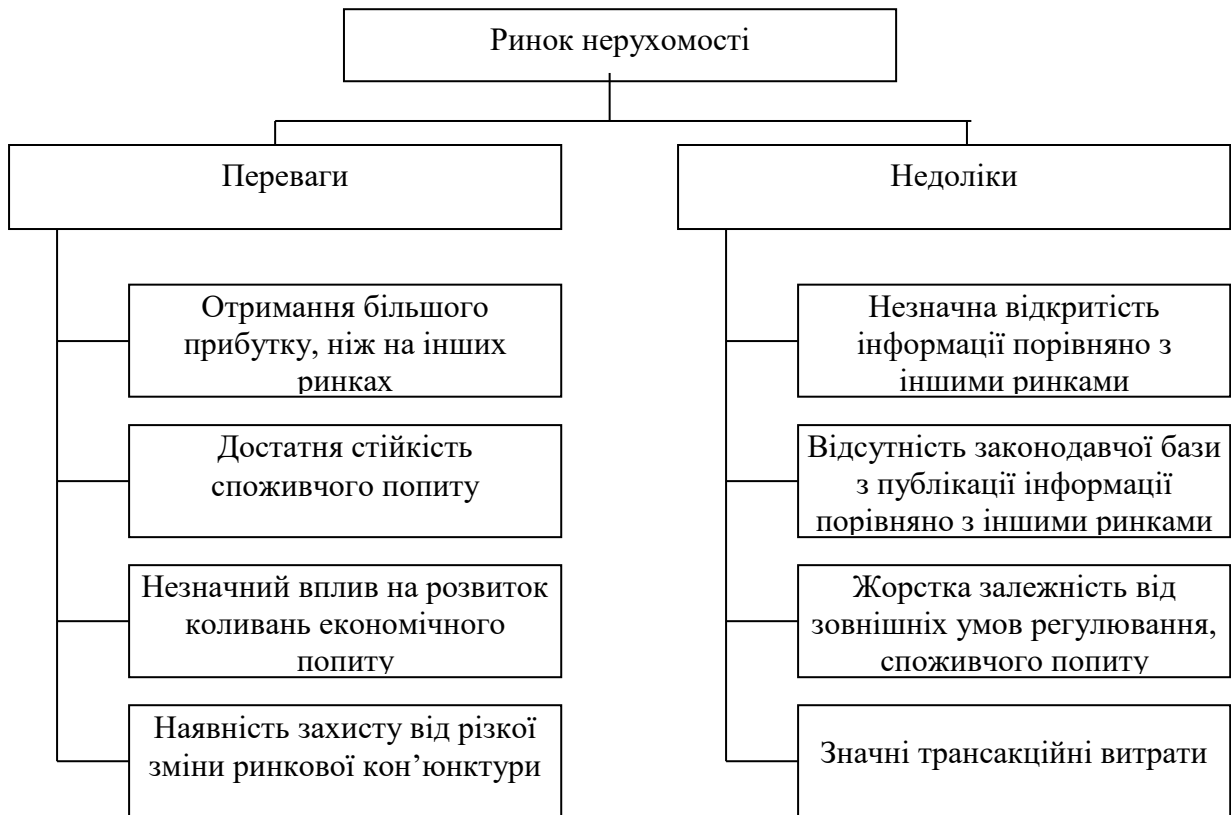 Ринок нерухомості
Переваги
Отримання більшого
прибутку, ніж на інших
ринках
Достатня стійкість
споживчого попиту
Незначний вплив на розвиток
коливань економічного
попиту
Наявність захисту від різкої
зміни ринкової кон’юнктури
Недоліки
Незначна відкритість
інформації порівняно з
іншими ринками
Відсутність законодавчої бази
з публікації інформації
порівняно з іншими ринками
Жорстка залежність від
зовнішніх умов регулювання,
споживчого попиту
Значні трансакційні витрати